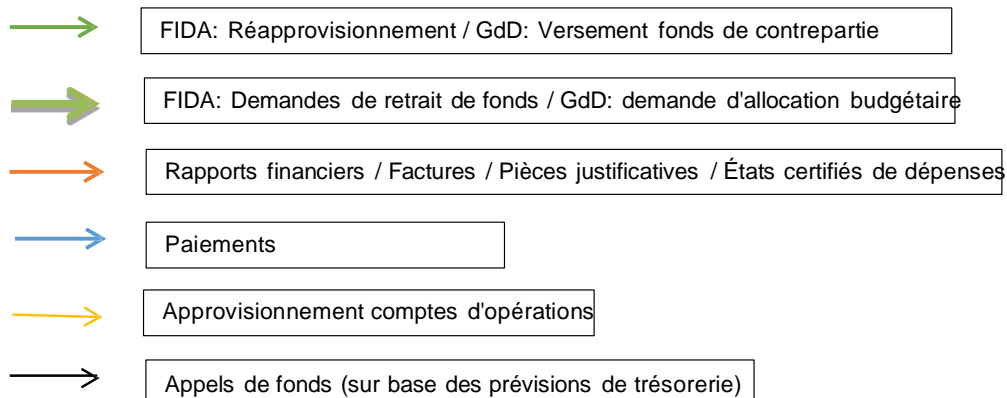 FIDA: Réapprovisionnement / GdD: Versement fonds de contrepartie
FIDA: Demandes de retrait de fonds / GdD: demande d'allocation budgétaire
Rapports financiers / Factures / Pièces justificatives / États certifiés de dépenses
Paiements
Approvisionnement comptes d'opérations
Appels de fonds (sur base des prévisions de trésorerie)